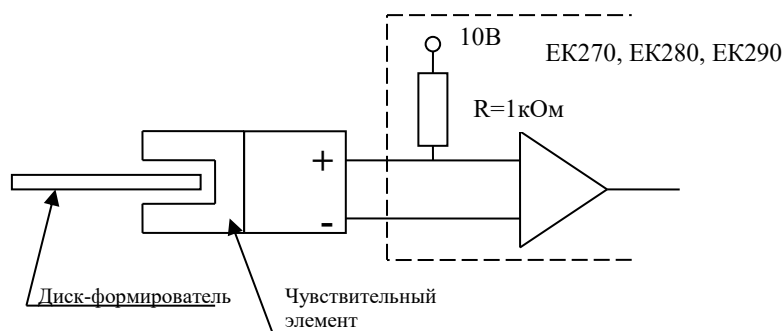 10В
ЕК270, ЕК280, ЕК290
R=1кОм
+
-
Диск-формирователь
Чувствительный
элемент